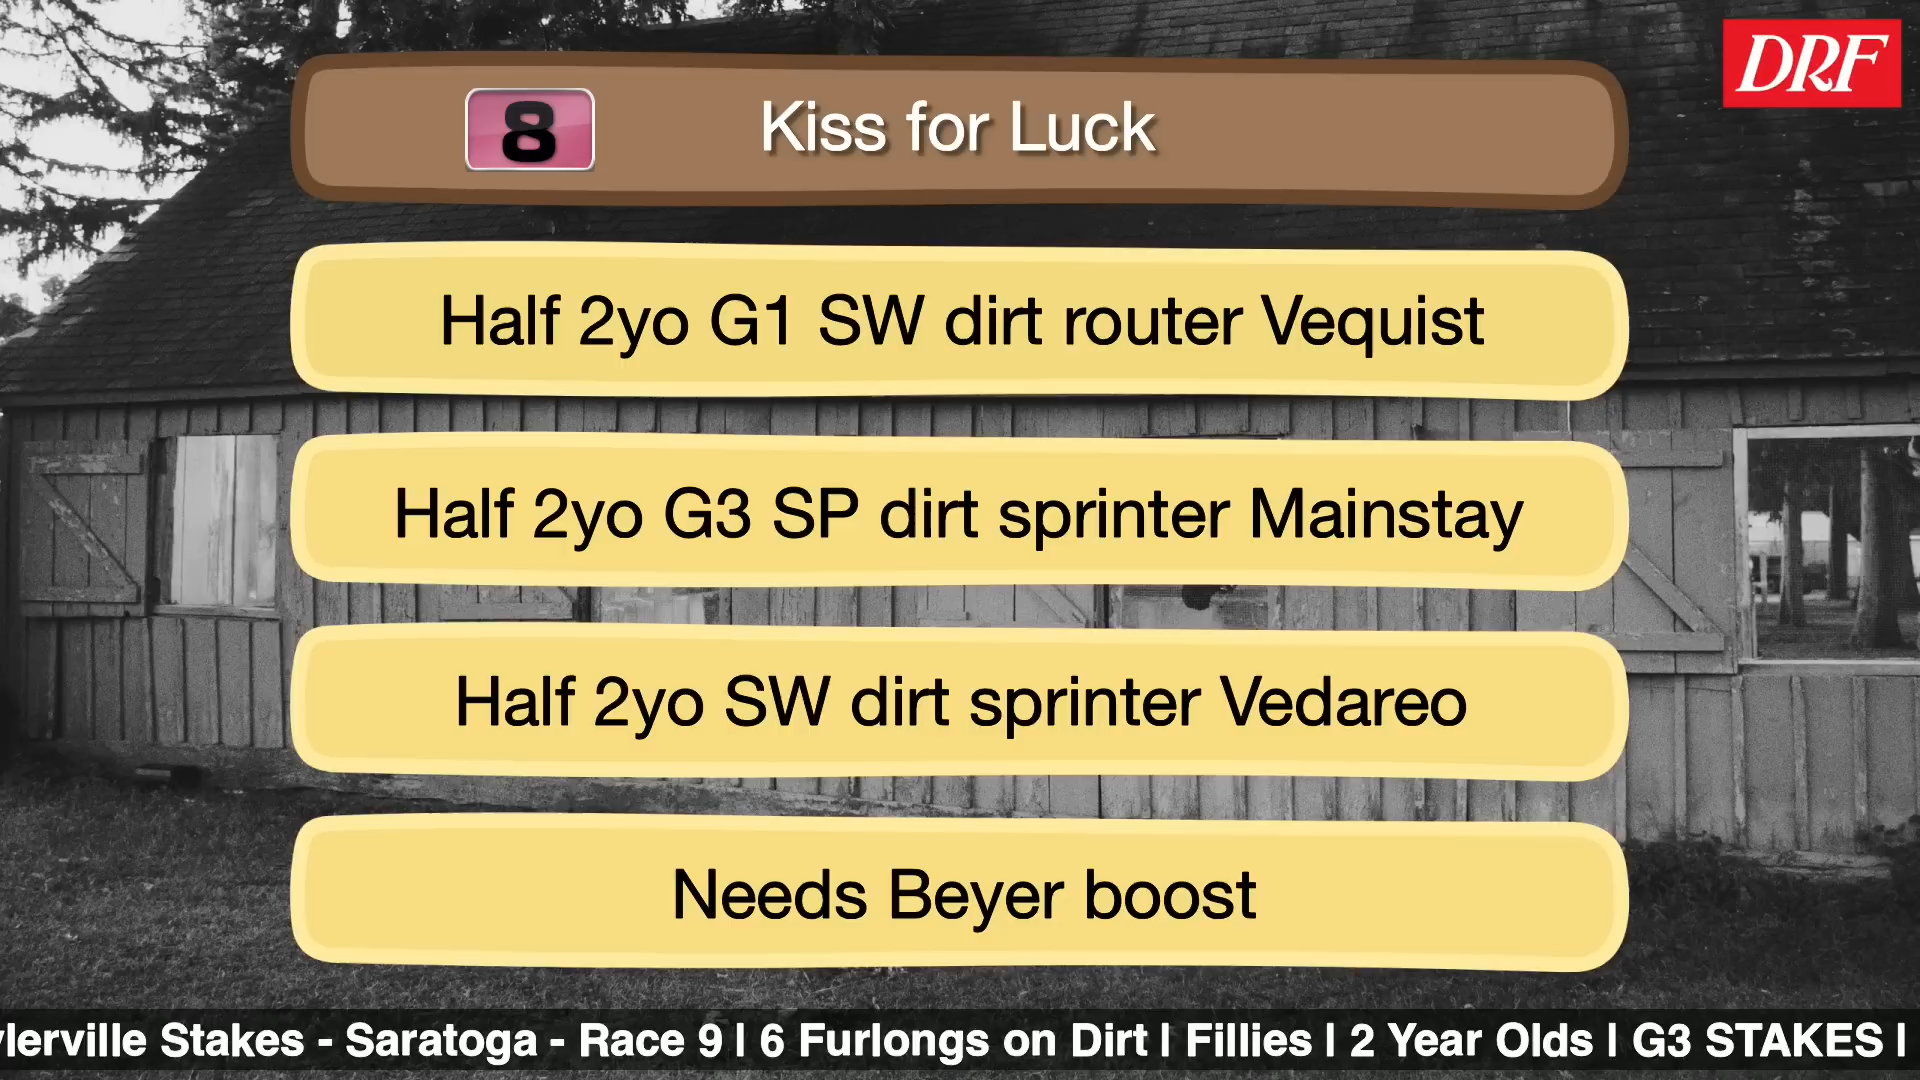 DRF
8 Kiss for Luck
Half 2yo G1 SW dirt router Vequist
Half 2yo G3 SP dirt sprinter Mainstay
Half 2yo SW dirt sprinter Vedareo
Needs Beyer boost
ylerville Stakes - Saratoga - Race 9 | 6 Furlongs on Dirt | Fillies | 2 Year Olds | G3 STAKES |